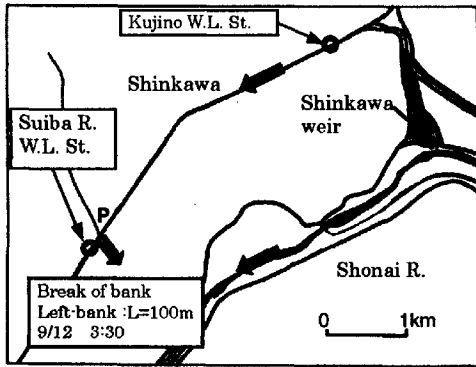 Kujino W.L. St.
Shinkawa
Shinkawa
weir
Suiba R.
W.L. St.
P
Break of bank
Left-bank :L=100m
9/12 3:30
Shonai R.
0 1km